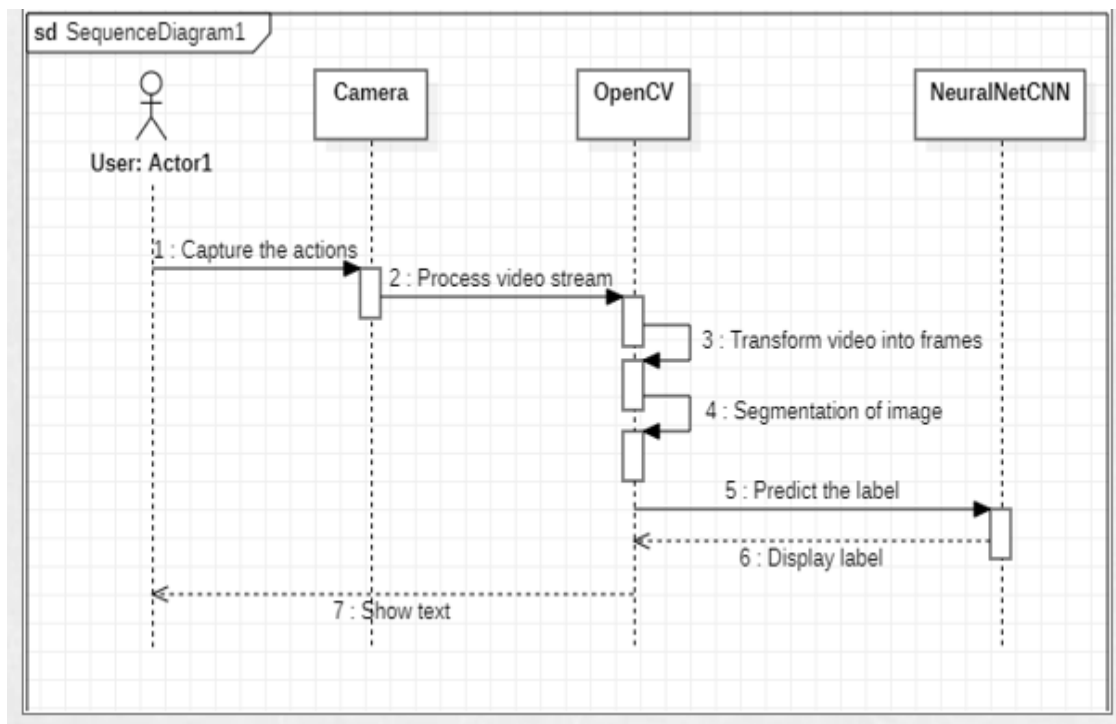 sd SequenceDiagram1
Camera
OpenCV
NeuralNetCNN
User: Actor1
1 : Capture the actions
2 : Process video stream
3 : Transform video into frames
4 : Segmentation of image
5 : Predict the label
6 : Display label
7 : Show text